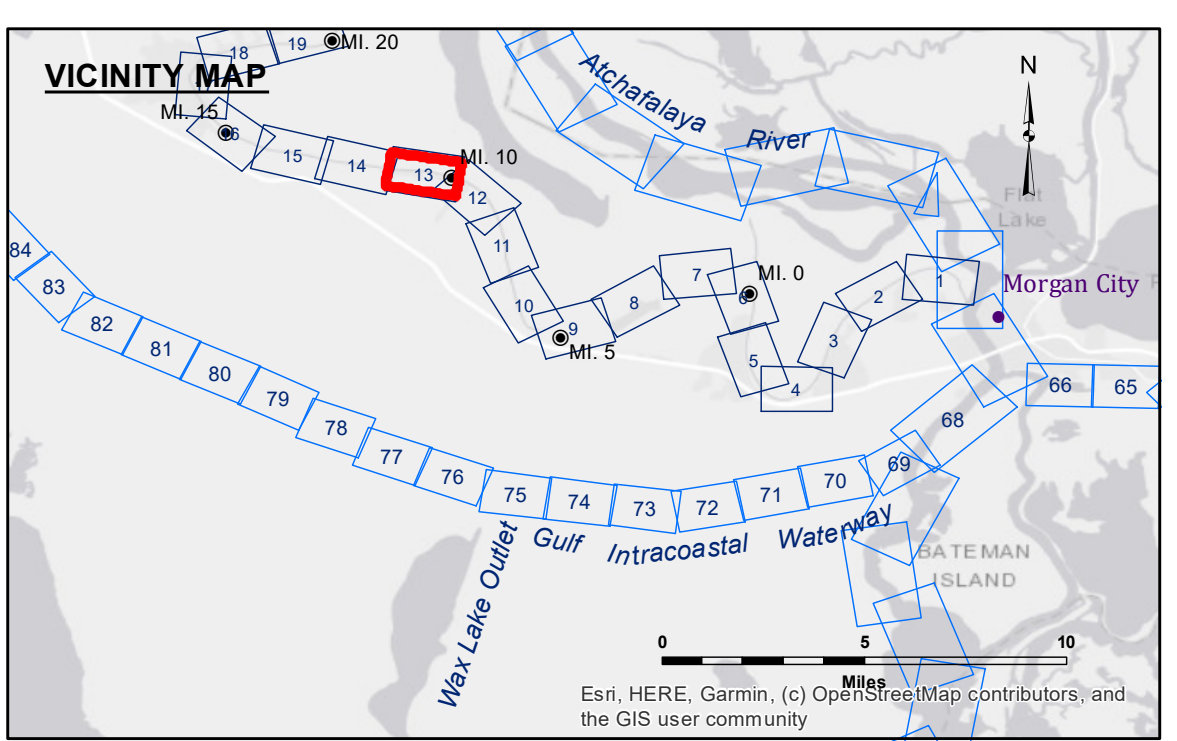 18
19
MI. 20
VICINITY MAP
MI. 15
16
15
14
13
MI. 10
12
11
10
9
MI. 5
8
7
6
MI. 0
5
4
3
2
1
Atchafalaya
River
N
Flat
Lake
Morgan City
84
83
82
81
80
79
78
77
76
75
74
73
72
71
70
69
68
66
65
Gulf
Intracoastal
Waterway
Wax Lake Outlet
BATEMAN
ISLAND
0
5
10
Miles
Esri, HERE, Garmin, (c) OpenStreetMap contributors, and
the GIS user community